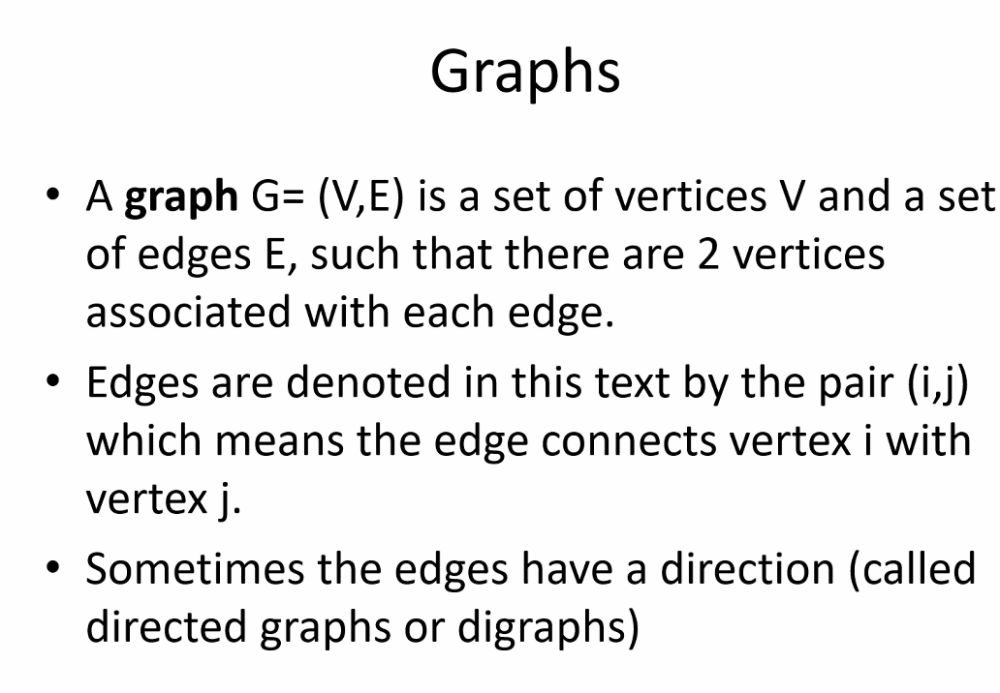 Graphs
• A graph G= (V,E) is a set of vertices V and a set
of edges E, such that there are 2 vertices
associated with each edge.
• Edges are denoted in this text by the pair (i,j)
which means the edge connects vertex i with
vertex j.
• Sometimes the edges have a direction (called
directed graphs or digraphs)